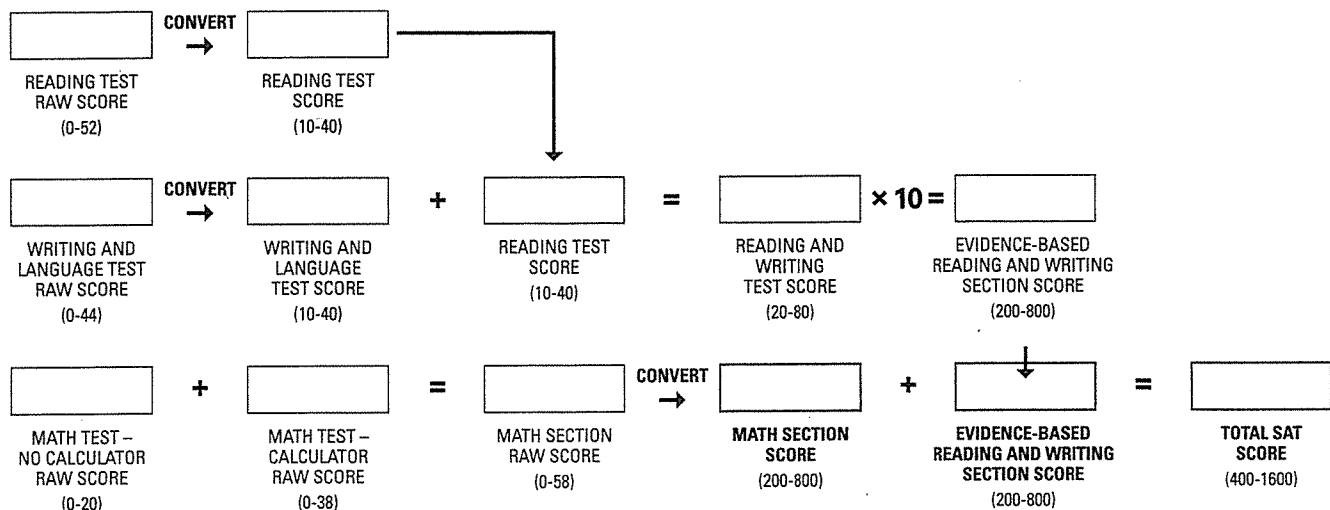 CONVERT
→
READING TEST
RAW SCORE
(0-52)
READING TEST
SCORE
(10-40)
CONVERT
→
+
=
× 10 =
WRITING AND
LANGUAGE TEST
RAW SCORE
(0-44)
WRITING AND
LANGUAGE
TEST SCORE
(10-40)
READING TEST
SCORE
(10-40)
READING AND
WRITING
TEST SCORE
(20-80)
EVIDENCE-BASED
READING AND WRITING
SECTION SCORE
(200-800)
+
=
CONVERT
→
+
=
MATH TEST –
NO CALCULATOR
RAW SCORE
(0-20)
MATH TEST –
CALCULATOR
RAW SCORE
(0-38)
MATH SECTION
RAW SCORE
(0-58)
MATH SECTION
SCORE
(200-800)
EVIDENCE-BASED
READING AND WRITING
SECTION SCORE
(200-800)
TOTAL SAT
SCORE
(400-1600)